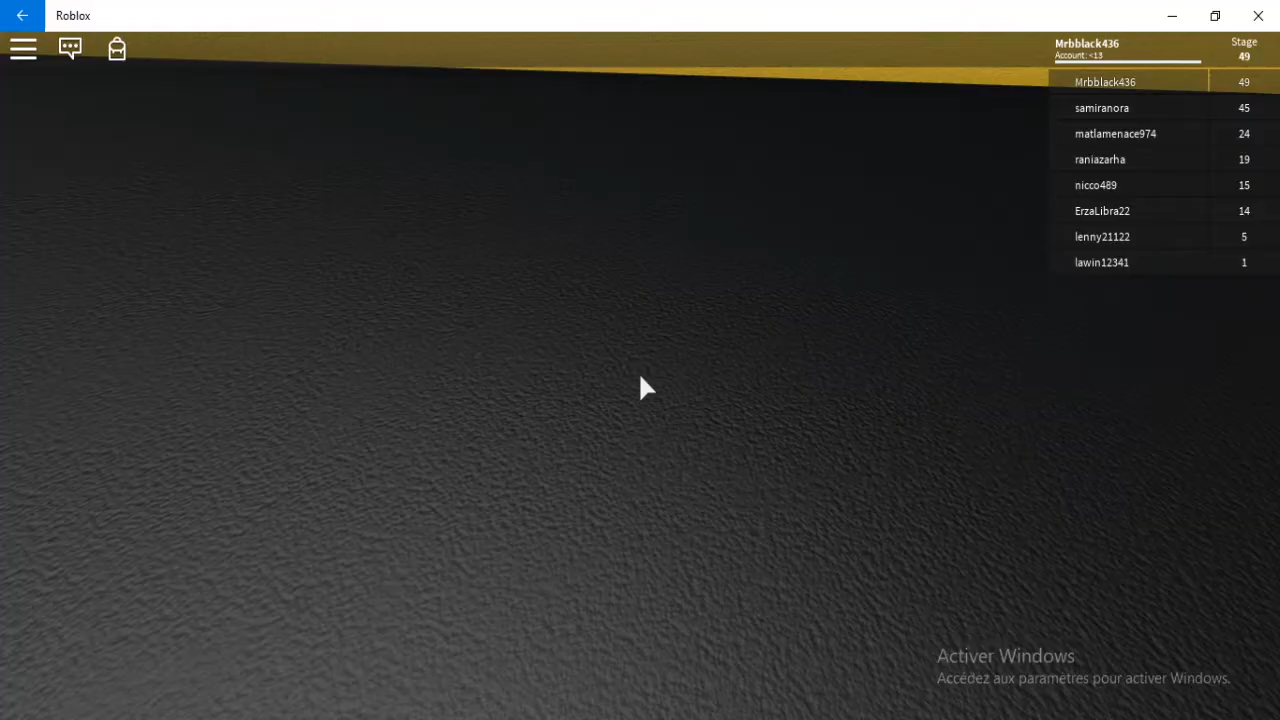 Roblox
Mrbblack436
Account: <13
Stage
49
Mrbblack436 49
samiranora 45
matlamenace974 24
raniazarha 19
nicco489 15
ErzaLibra22 14
lenny21122 5
lawin12341 1
Activer Windows
Accédez aux paramètres pour activer Windows.